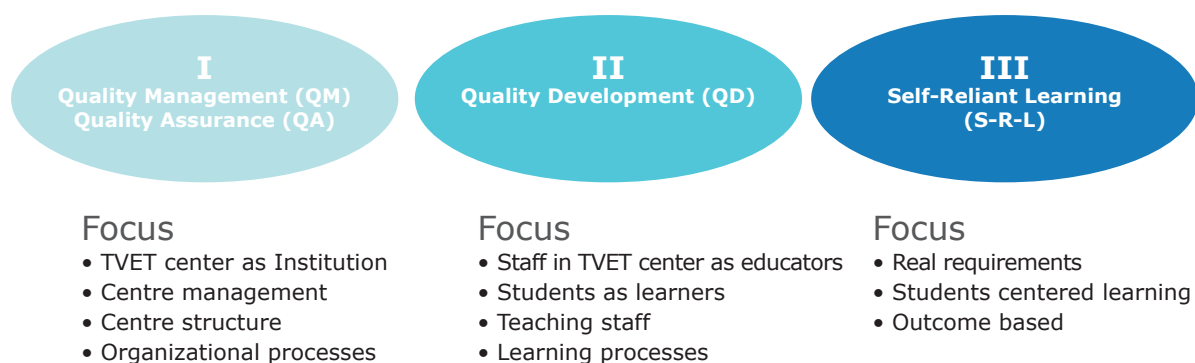 I
Quality Management (QM)
Quality Assurance (QA)
II
Quality Development (QD)
III
Self-Reliant Learning
(S-R-L)
Focus
• TVET center as Institution
• Centre management
• Centre structure
• Organizational processes
Focus
• Staff in TVET center as educators
• Students as learners
• Teaching staff
• Learning processes
Focus
• Real requirements
• Students centered learning
• Outcome based